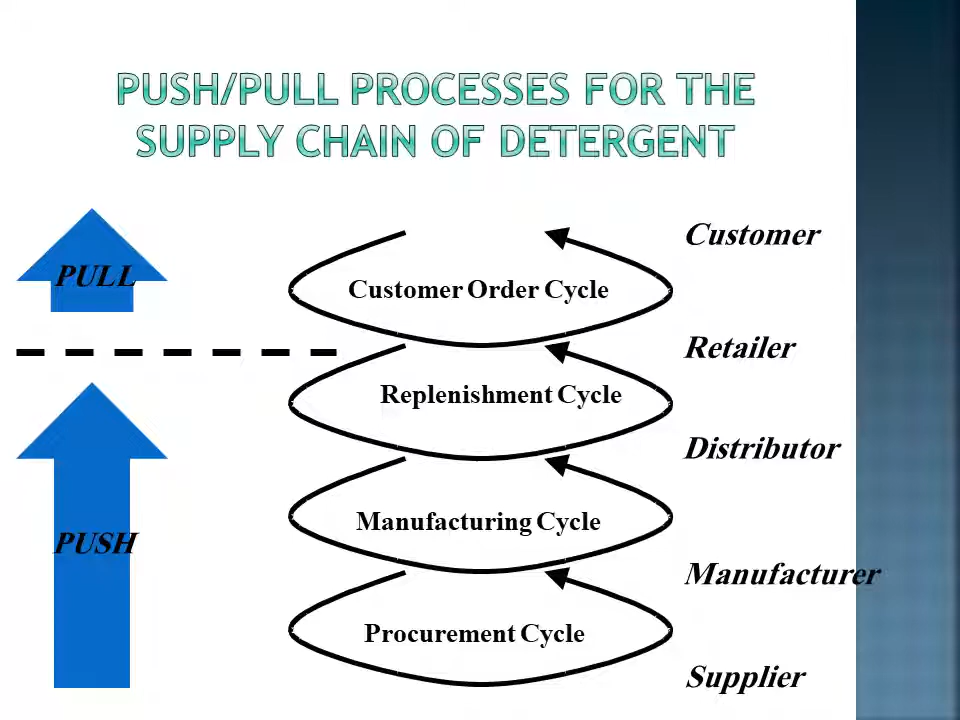 PUSH/PULL PROCESSES FOR THE
SUPPLY CHAIN OF DETERGENT
Customer
PULL
Customer Order Cycle
Retailer
Replenishment Cycle
Distributor
Manufacturing Cycle
PUSH
Manufacturer
Procurement Cycle
Supplier